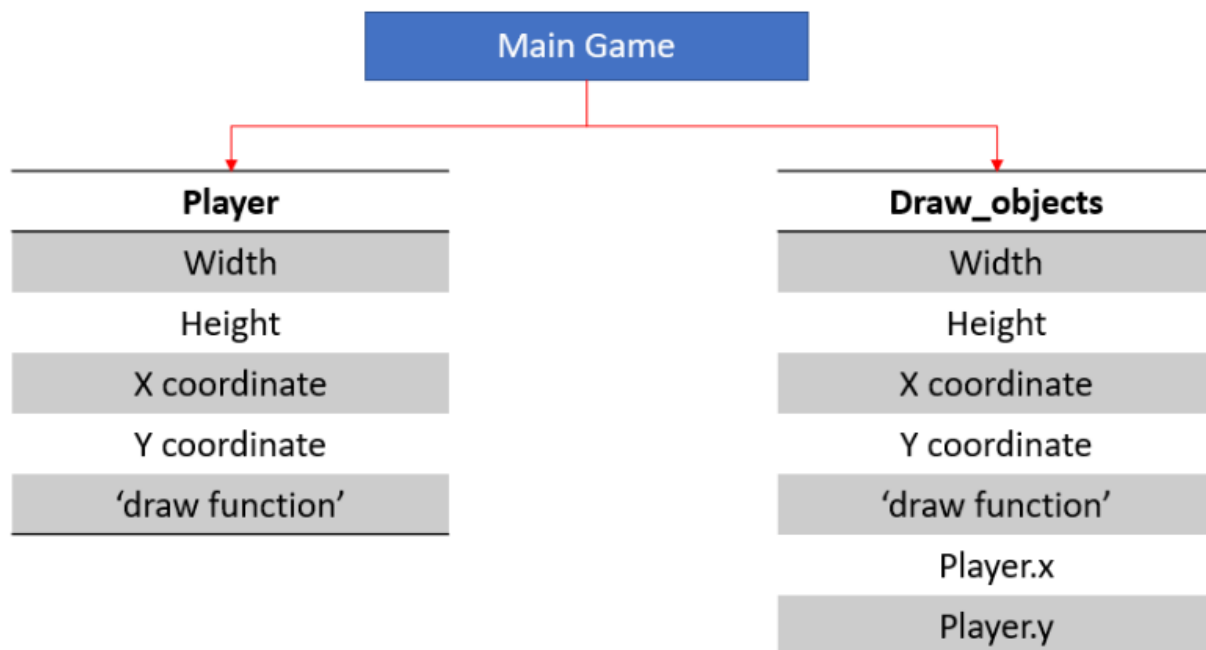 Main Game
Player
Width
Height
X coordinate
Y coordinate
‘draw function’
Draw_objects
Width
Height
X coordinate
Y coordinate
‘draw function’
Player.x
Player.y